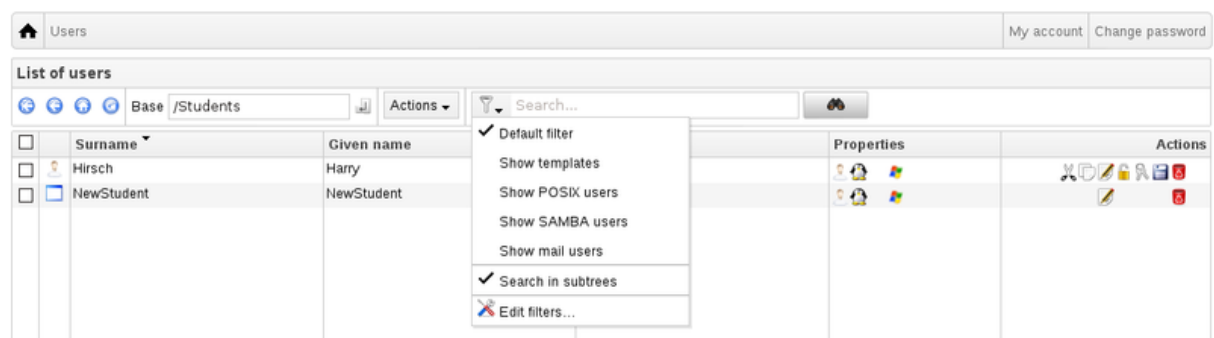 Users My account Change password
List of users
Base /Students Actions Search...
Surname Given name Properties Actions
Default filter
Hirsch Harry
Show templates
NewStudent NewStudent
Show POSIX users
Show SAMBA users
Show mail users
Search in subtrees
Edit filters...